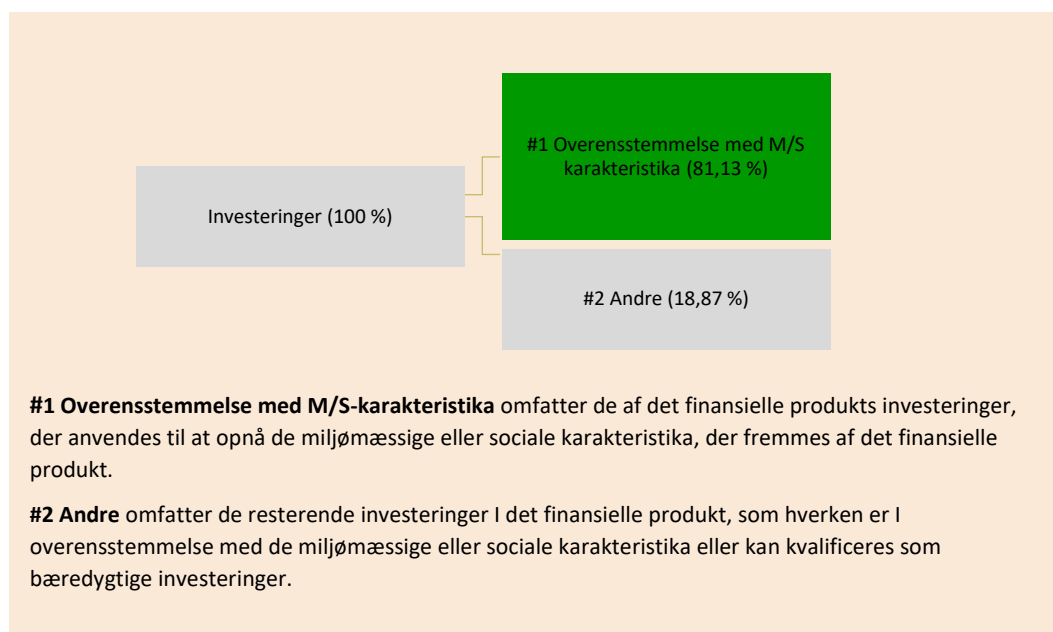 #1 Overensstemmelse med M/S
karakteristika (81,13 %)
Investeringer (100 %)
#2 Andre (18,87 %)
#1 Overensstemmelse med M/S-karakteristika omfatter de af det finansielle produkts investeringer,
der anvendes til at opnå de miljømæssige eller sociale karakteristika, der fremmes af det finansielle
produkt.
#2 Andre omfatter de resterende investeringer I det finansielle produkt, som hverken er I
overensstemmelse med de miljømæssige eller sociale karakteristika eller kan kvalificeres som
bæredygtige investeringer.